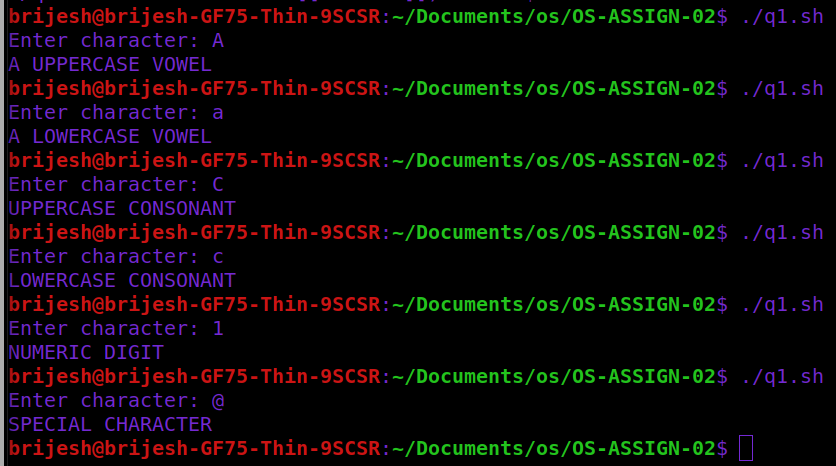 brijesh@brijesh-GF75-Thin-9SCSR:~/Documents/os/OS-ASSIGN-02$ ./q1.sh
Enter character: A
A UPPERCASE VOWEL
brijesh@brijesh-GF75-Thin-9SCSR:~/Documents/os/OS-ASSIGN-02$ ./q1.sh
Enter character: a
A LOWERCASE VOWEL
brijesh@brijesh-GF75-Thin-9SCSR:~/Documents/os/OS-ASSIGN-02$ ./q1.sh
Enter character: C
UPPERCASE CONSONANT
brijesh@brijesh-GF75-Thin-9SCSR:~/Documents/os/OS-ASSIGN-02$ ./q1.sh
Enter character: c
LOWERCASE CONSONANT
brijesh@brijesh-GF75-Thin-9SCSR:~/Documents/os/OS-ASSIGN-02$ ./q1.sh
Enter character: 1
NUMERIC DIGIT
brijesh@brijesh-GF75-Thin-9SCSR:~/Documents/os/OS-ASSIGN-02$ ./q1.sh
Enter character: @
SPECIAL CHARACTER
brijesh@brijesh-GF75-Thin-9SCSR:~/Documents/os/OS-ASSIGN-02$